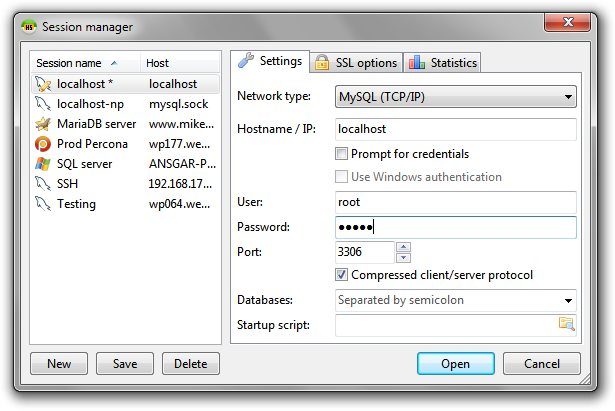 HS Session manager
Session name Host
localhost * localhost
localhost-np mysql.sock
MariaDB server www.mike...
Prod Percona wp177.we...
SQL server ANSGAR-P...
SSH 192.168.17...
Testing wp064.we...
New Save Delete
Settings SSL options Statistics
Network type: MySQL (TCP/IP)
Hostname / IP: localhost
Prompt for credentials
Use Windows authentication
User: root
Password: ●●●●●
Port: 3306
Compressed client/server protocol
Databases: Separated by semicolon
Startup script:
Open Cancel